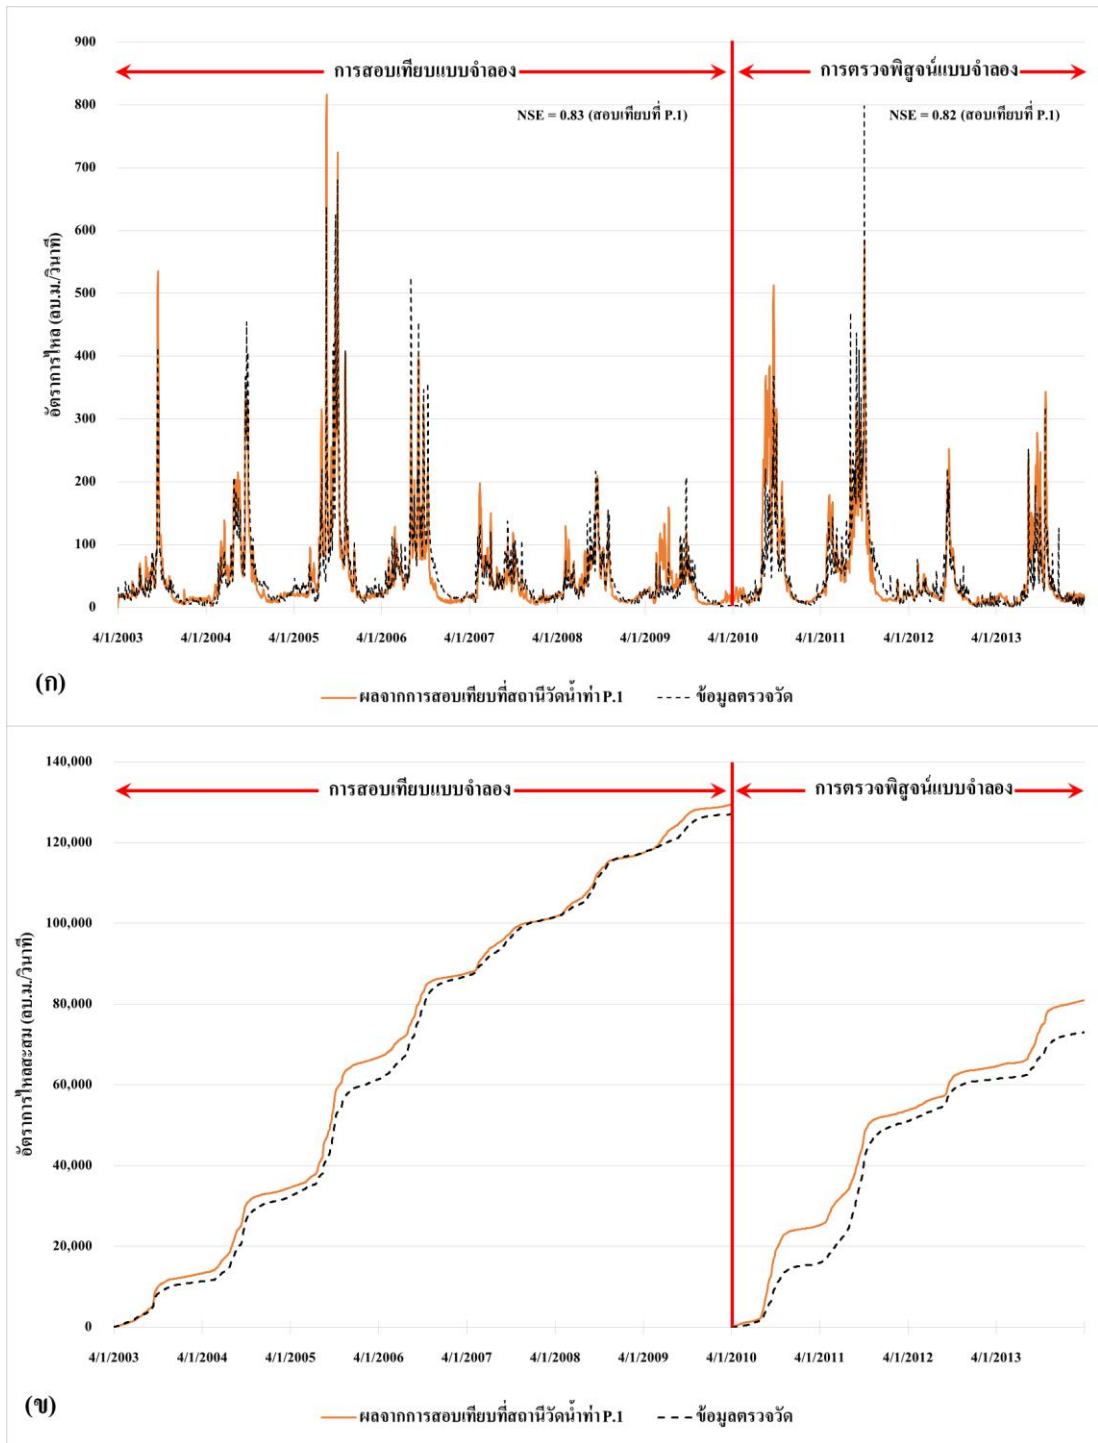 900
800
700
600
500
400
300
200
100
0
อัตราการไหล (ลบ.ม./วินาที)
การสอบเทียบแบบจำลอง
การตรวจพิสูจน์แบบจำลอง
NSE = 0.83 (สอบเทียบที่ P.1)
NSE = 0.82 (สอบเทียบที่ P.1)
4/1/2003 4/1/2004 4/1/2005 4/1/2006 4/1/2007 4/1/2008 4/1/2009 4/1/2010 4/1/2011 4/1/2012 4/1/2013
(ก)
ผลจากการสอบเทียบที่สถานีวัดน้ำท่า P.1 ข้อมูลตรวจวัด
140,000
120,000
100,000
80,000
60,000
40,000
20,000
0
อัตราการไหลสะสม (ลบ.ม./วินาที)
การสอบเทียบแบบจำลอง
การตรวจพิสูจน์แบบจำลอง
4/1/2003 4/1/2004 4/1/2005 4/1/2006 4/1/2007 4/1/2008 4/1/2009 4/1/2010 4/1/2011 4/1/2012 4/1/2013
(ข)
ผลจากการสอบเทียบที่สถานีวัดน้ำท่า P.1 ข้อมูลตรวจวัด